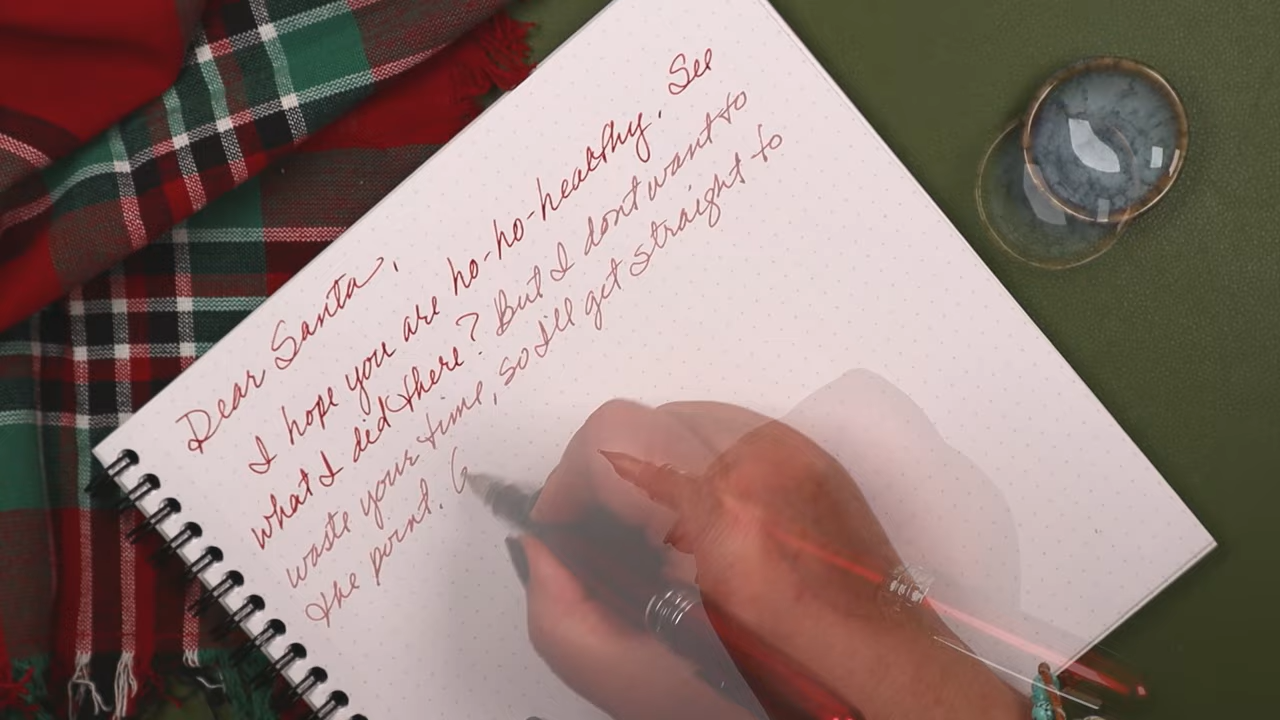 Dear Santa,
I hope you are ho-ho-healthy. See
what I did there? But I dont want to
waste your time, so I'll get straight to
the point.